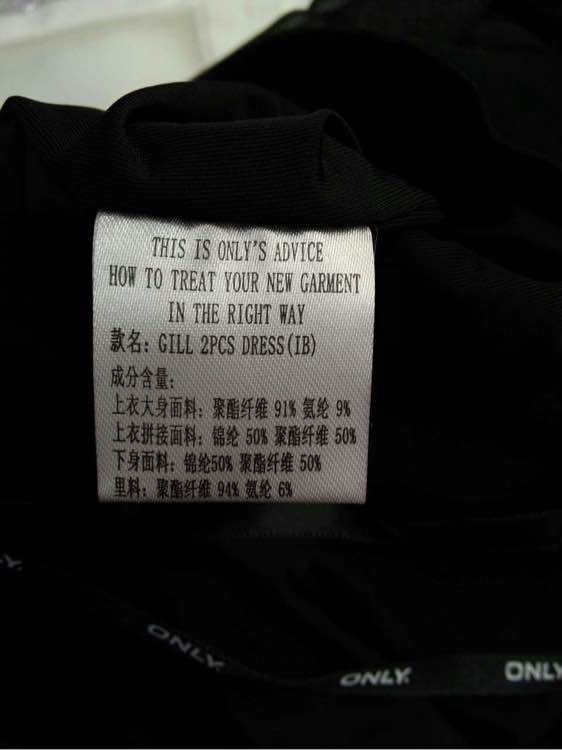 THIS IS ONLY'S ADVICE
HOW TO TREAT YOUR NEW GARMENT
IN THE RIGHT WAY
款名: GILL 2PCS DRESS(IB)
成分含量:
上衣大身面料: 聚酯纤维 91% 氨纶 9%
上衣拼接面料: 锦纶 50% 聚酯纤维 50%
下身面料: 锦纶50% 聚酯纤维 50%
里料: 聚酯纤维 94% 氨纶 6%
ONLY.
ONLY.
ONLY